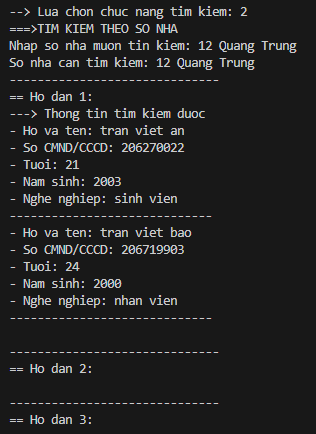 --> Lua chon chuc nang tim kiem: 2
===>TIM KIEM THEO SO NHA
Nhap so nha muon tin kiem: 12 Quang Trung
So nha can tim kiem: 12 Quang Trung
-----------------------------
== Ho dan 1:
---> Thong tin tim kiem duoc
- Ho va ten: tran viet an
- So CMND/CCCD: 206270022
- Tuoi: 21
- Nam sinh: 2003
- Nghe nghiep: sinh vien
----------------------------
- Ho va ten: tran viet bao
- So CMND/CCCD: 206719903
- Tuoi: 24
- Nam sinh: 2000
- Nghe nghiep: nhan vien
----------------------------
-----------------------------
== Ho dan 2:
-----------------------------
== Ho dan 3: